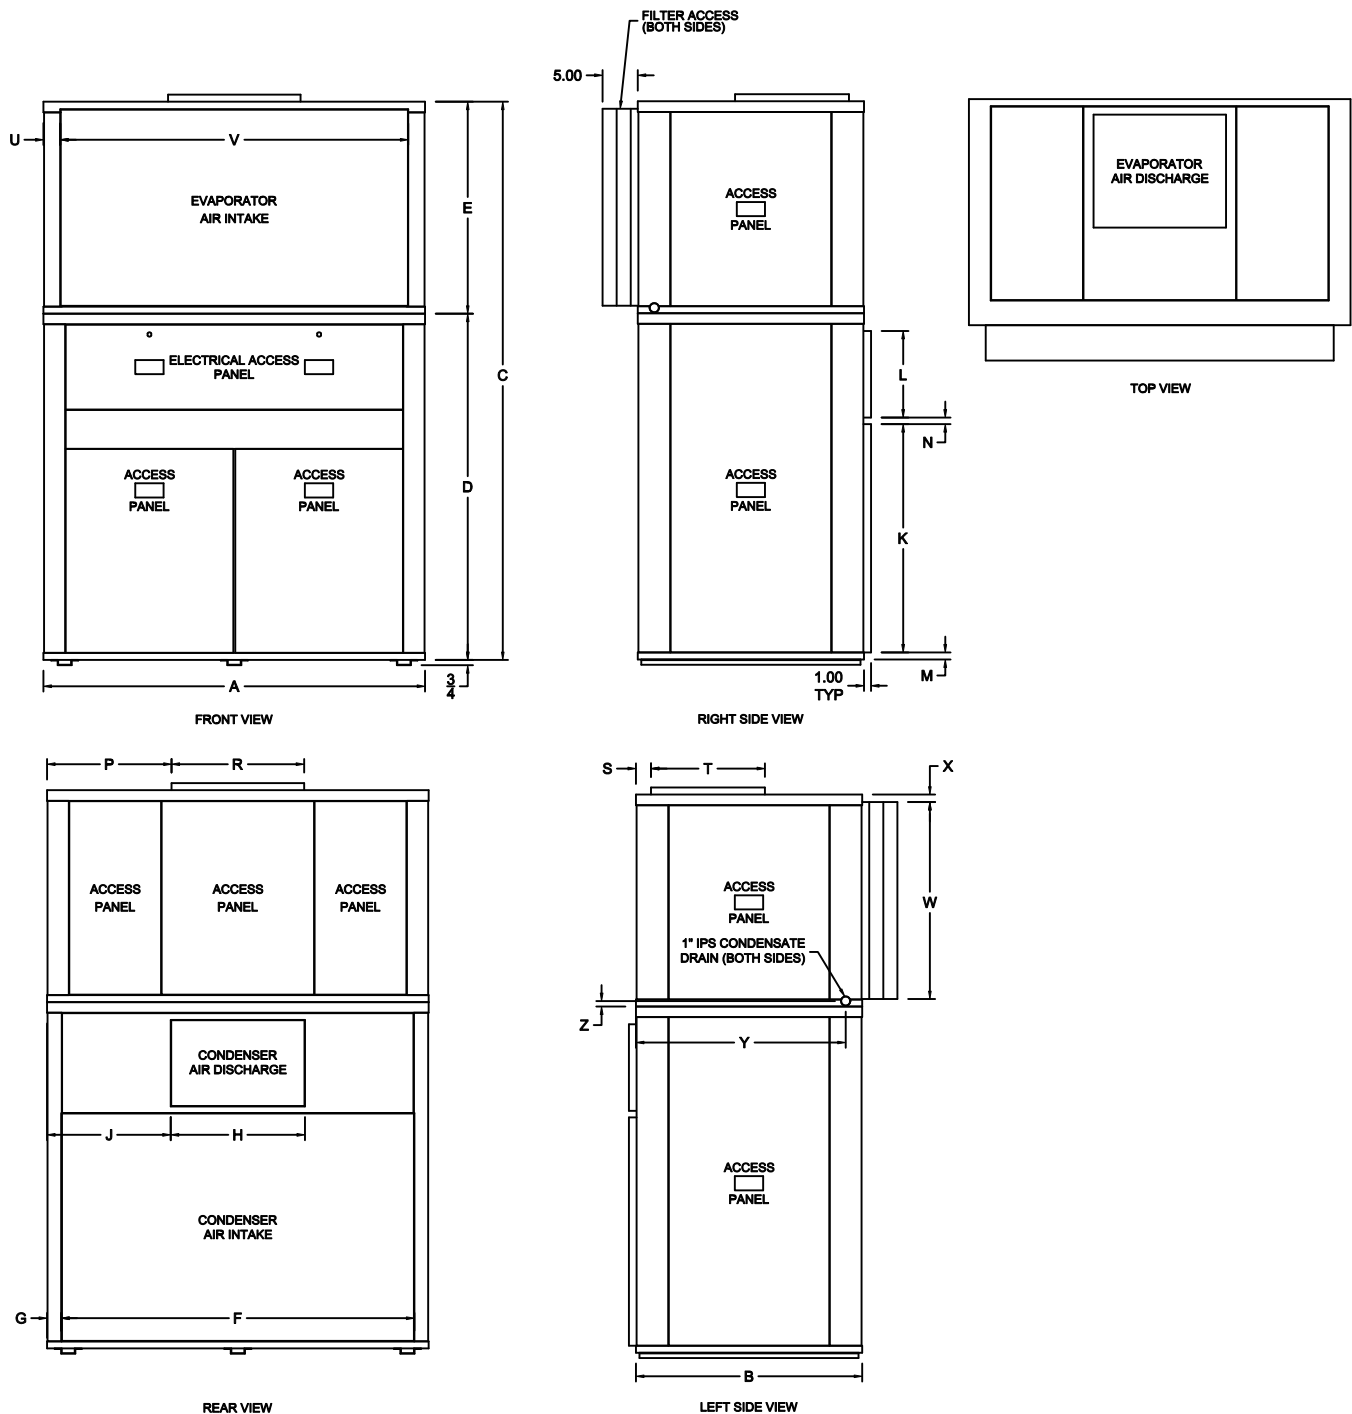 FILTER ACCESS
(BOTH SIDES)
5.00
U
V
EVAPORATOR
AIR INTAKE
E
C
ELECTRICAL ACCESS
PANEL
ACCESS
PANEL
ACCESS
PANEL
D
A
3
4
FRONT VIEW
ACCESS
PANEL
ACCESS
PANEL
L
N
K
M
1.00
TYP
RIGHT SIDE VIEW
EVAPORATOR
AIR DISCHARGE
TOP VIEW
P
R
ACCESS
PANEL
ACCESS
PANEL
ACCESS
PANEL
CONDENSER
AIR DISCHARGE
J
H
CONDENSER
AIR INTAKE
G
F
REAR VIEW
S
T
X
ACCESS
PANEL
W
1" IPS CONDENSATE
DRAIN (BOTH SIDES)
Z
Y
ACCESS
PANEL
B
LEFT SIDE VIEW